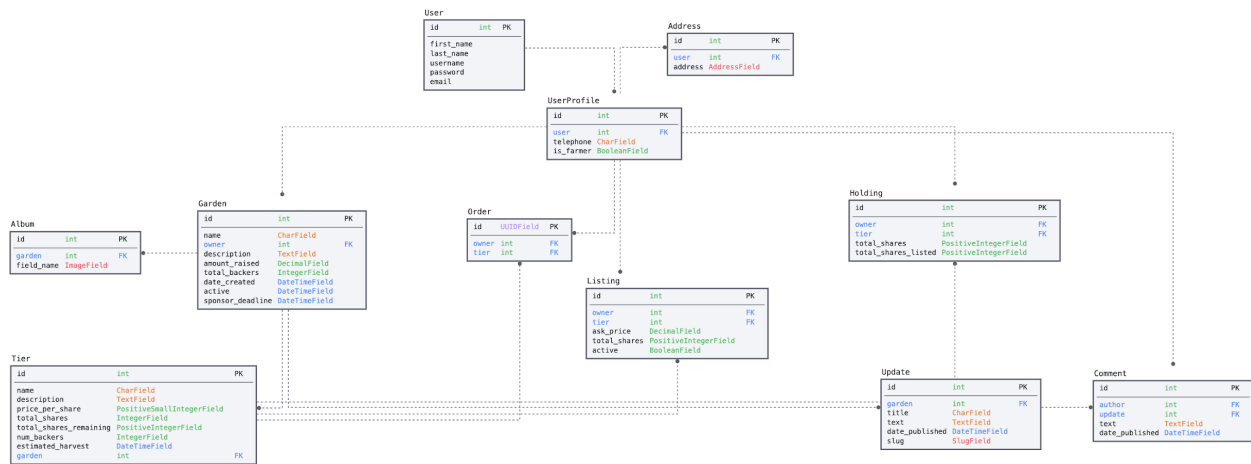 User
id int PK
first_name
last_name
username
password
email
Address
id int PK
user int FK
address AddressField
UserProfile
id int PK
user int FK
telephone CharField
is_farmer BooleanField
Album
id int PK
garden int FK
field_name ImageField
Garden
id int PK
name CharField
owner int FK
description TextField
amount_raised DecimalField
total_backers IntegerField
date_created DateTimeField
active DateTimeField
sponsor_deadline DateTimeField
Order
id UUIDField PK
owner int FK
tier int FK
Holding
id int PK
owner int FK
tier int FK
total_shares PositiveIntegerField
total_shares_listed PositiveIntegerField
Listing
id int PK
owner int FK
tier int FK
ask_price DecimalField
total_shares PositiveIntegerField
active BooleanField
Tier
id int PK
name CharField
description TextField
price_per_share PositiveSmallIntegerField
total_shares IntegerField
total_shares_remaining PositiveIntegerField
num_backers IntegerField
estimated_harvest DateTimeField
garden int FK
Update
id int PK
garden int FK
title CharField
text TextField
date_published DateTimeField
slug SlugField
Comment
id int PK
author int FK
update int FK
text TextField
date_published DateTimeField